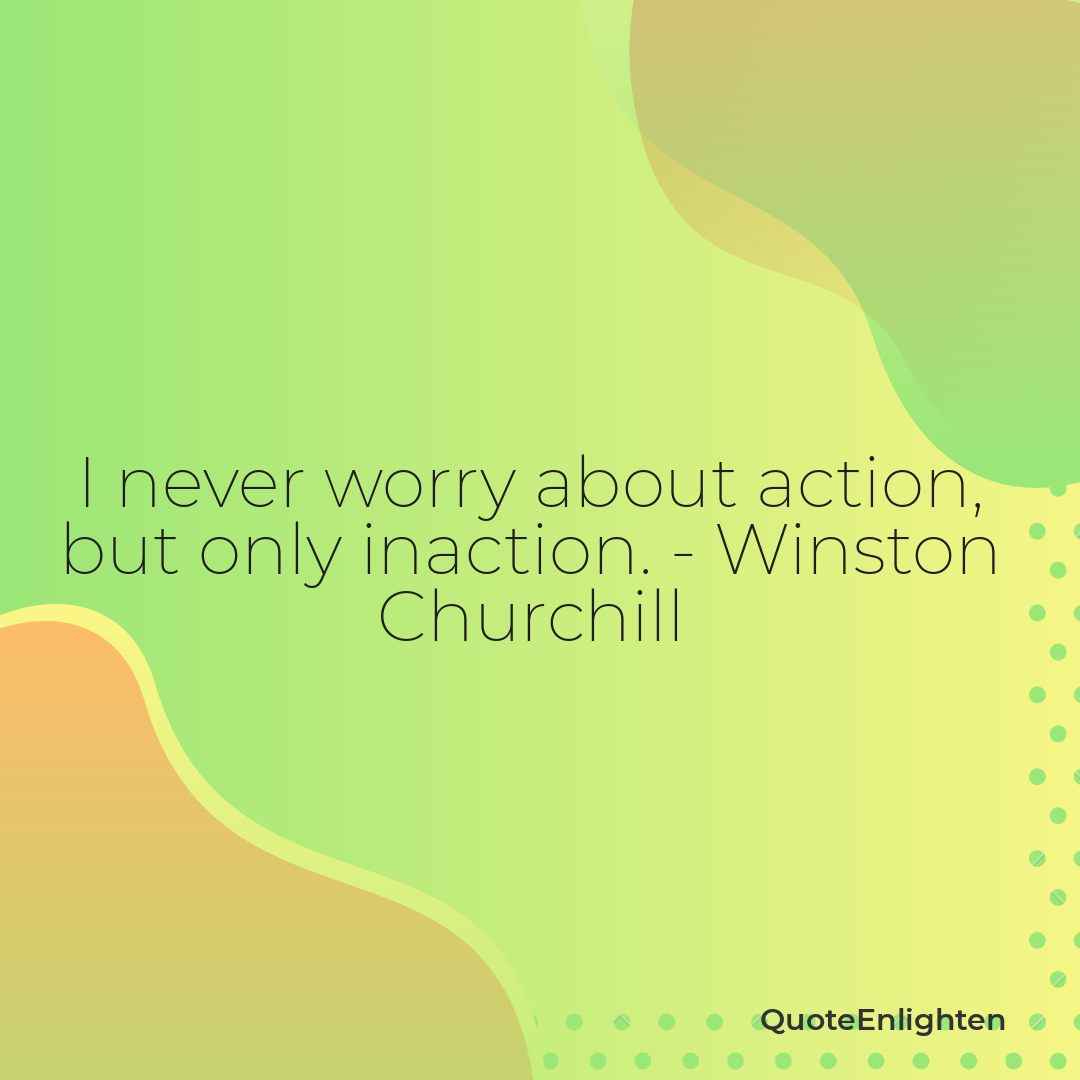 I never worry about action,
but only inaction. - Winston
Churchill
QuoteEnlighten